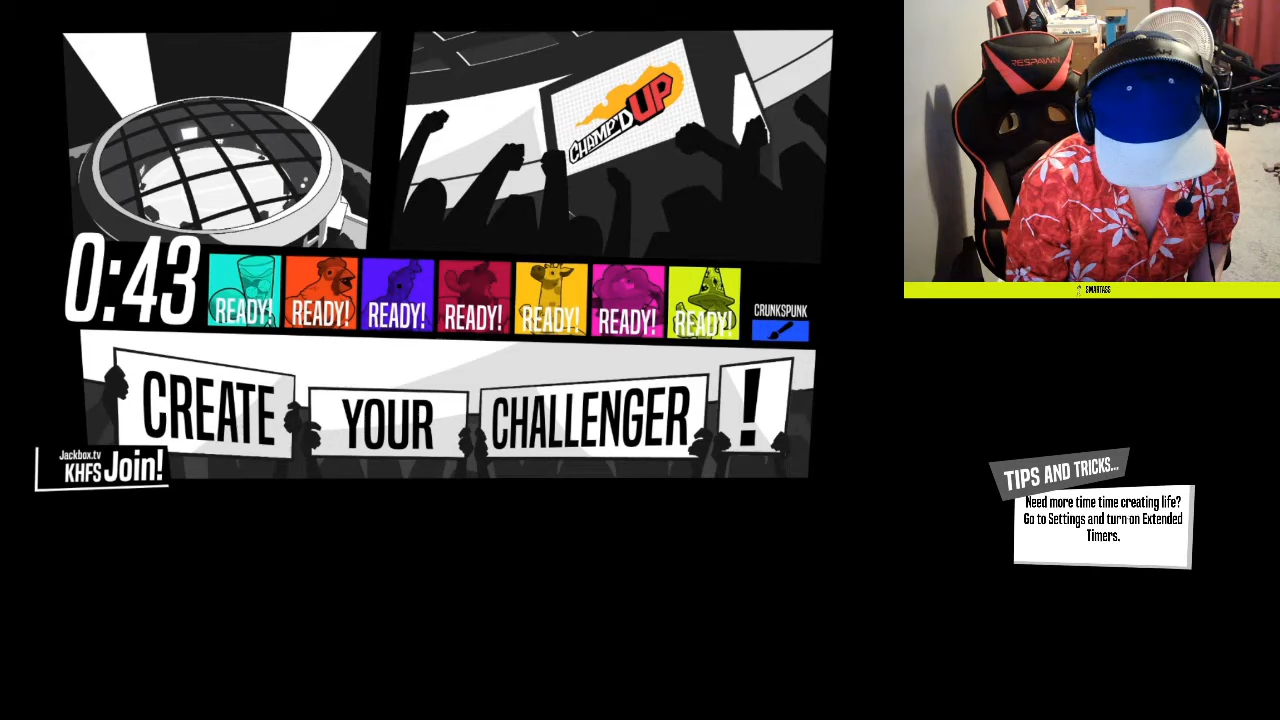 CHAMP'D UP
RESPAWN
0:43
READY!
READY!
READY!
READY!
READY!
READY!
READY!
CRUNKSPUNK
CREATE
YOUR
CHALLENGER
!
Jackbox.tv
KHFS Join!
SMARTASS
TIPS AND TRICKS...
Need more time time creating life?
Go to Settings and turn on Extended
Timers.